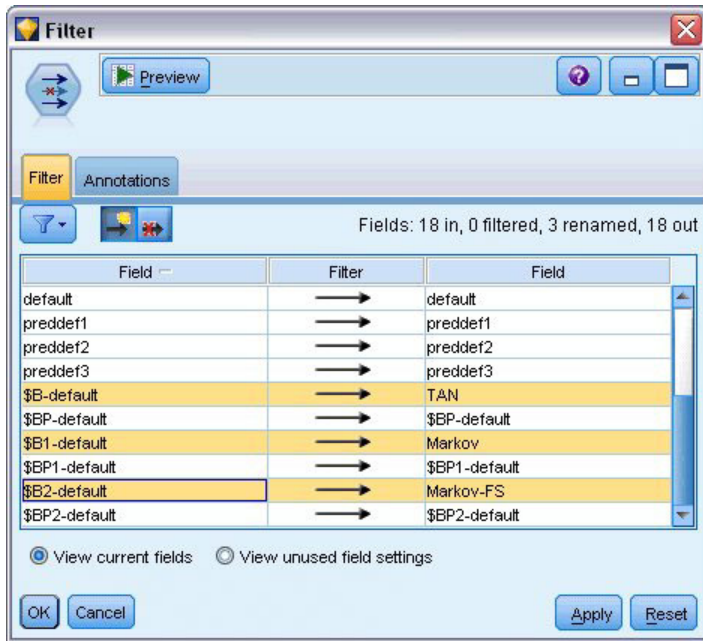 Filter
Preview
Filter Annotations
Fields: 18 in, 0 filtered, 3 renamed, 18 out
Field Filter Field
default default
preddef1 preddef1
preddef2 preddef2
preddef3 preddef3
$B-default TAN
$BP-default $BP-default
$B1-default Markov
$BP1-default $BP1-default
$B2-default Markov-FS
$BP2-default $BP2-default
View current fields View unused field settings
OK Cancel Apply Reset